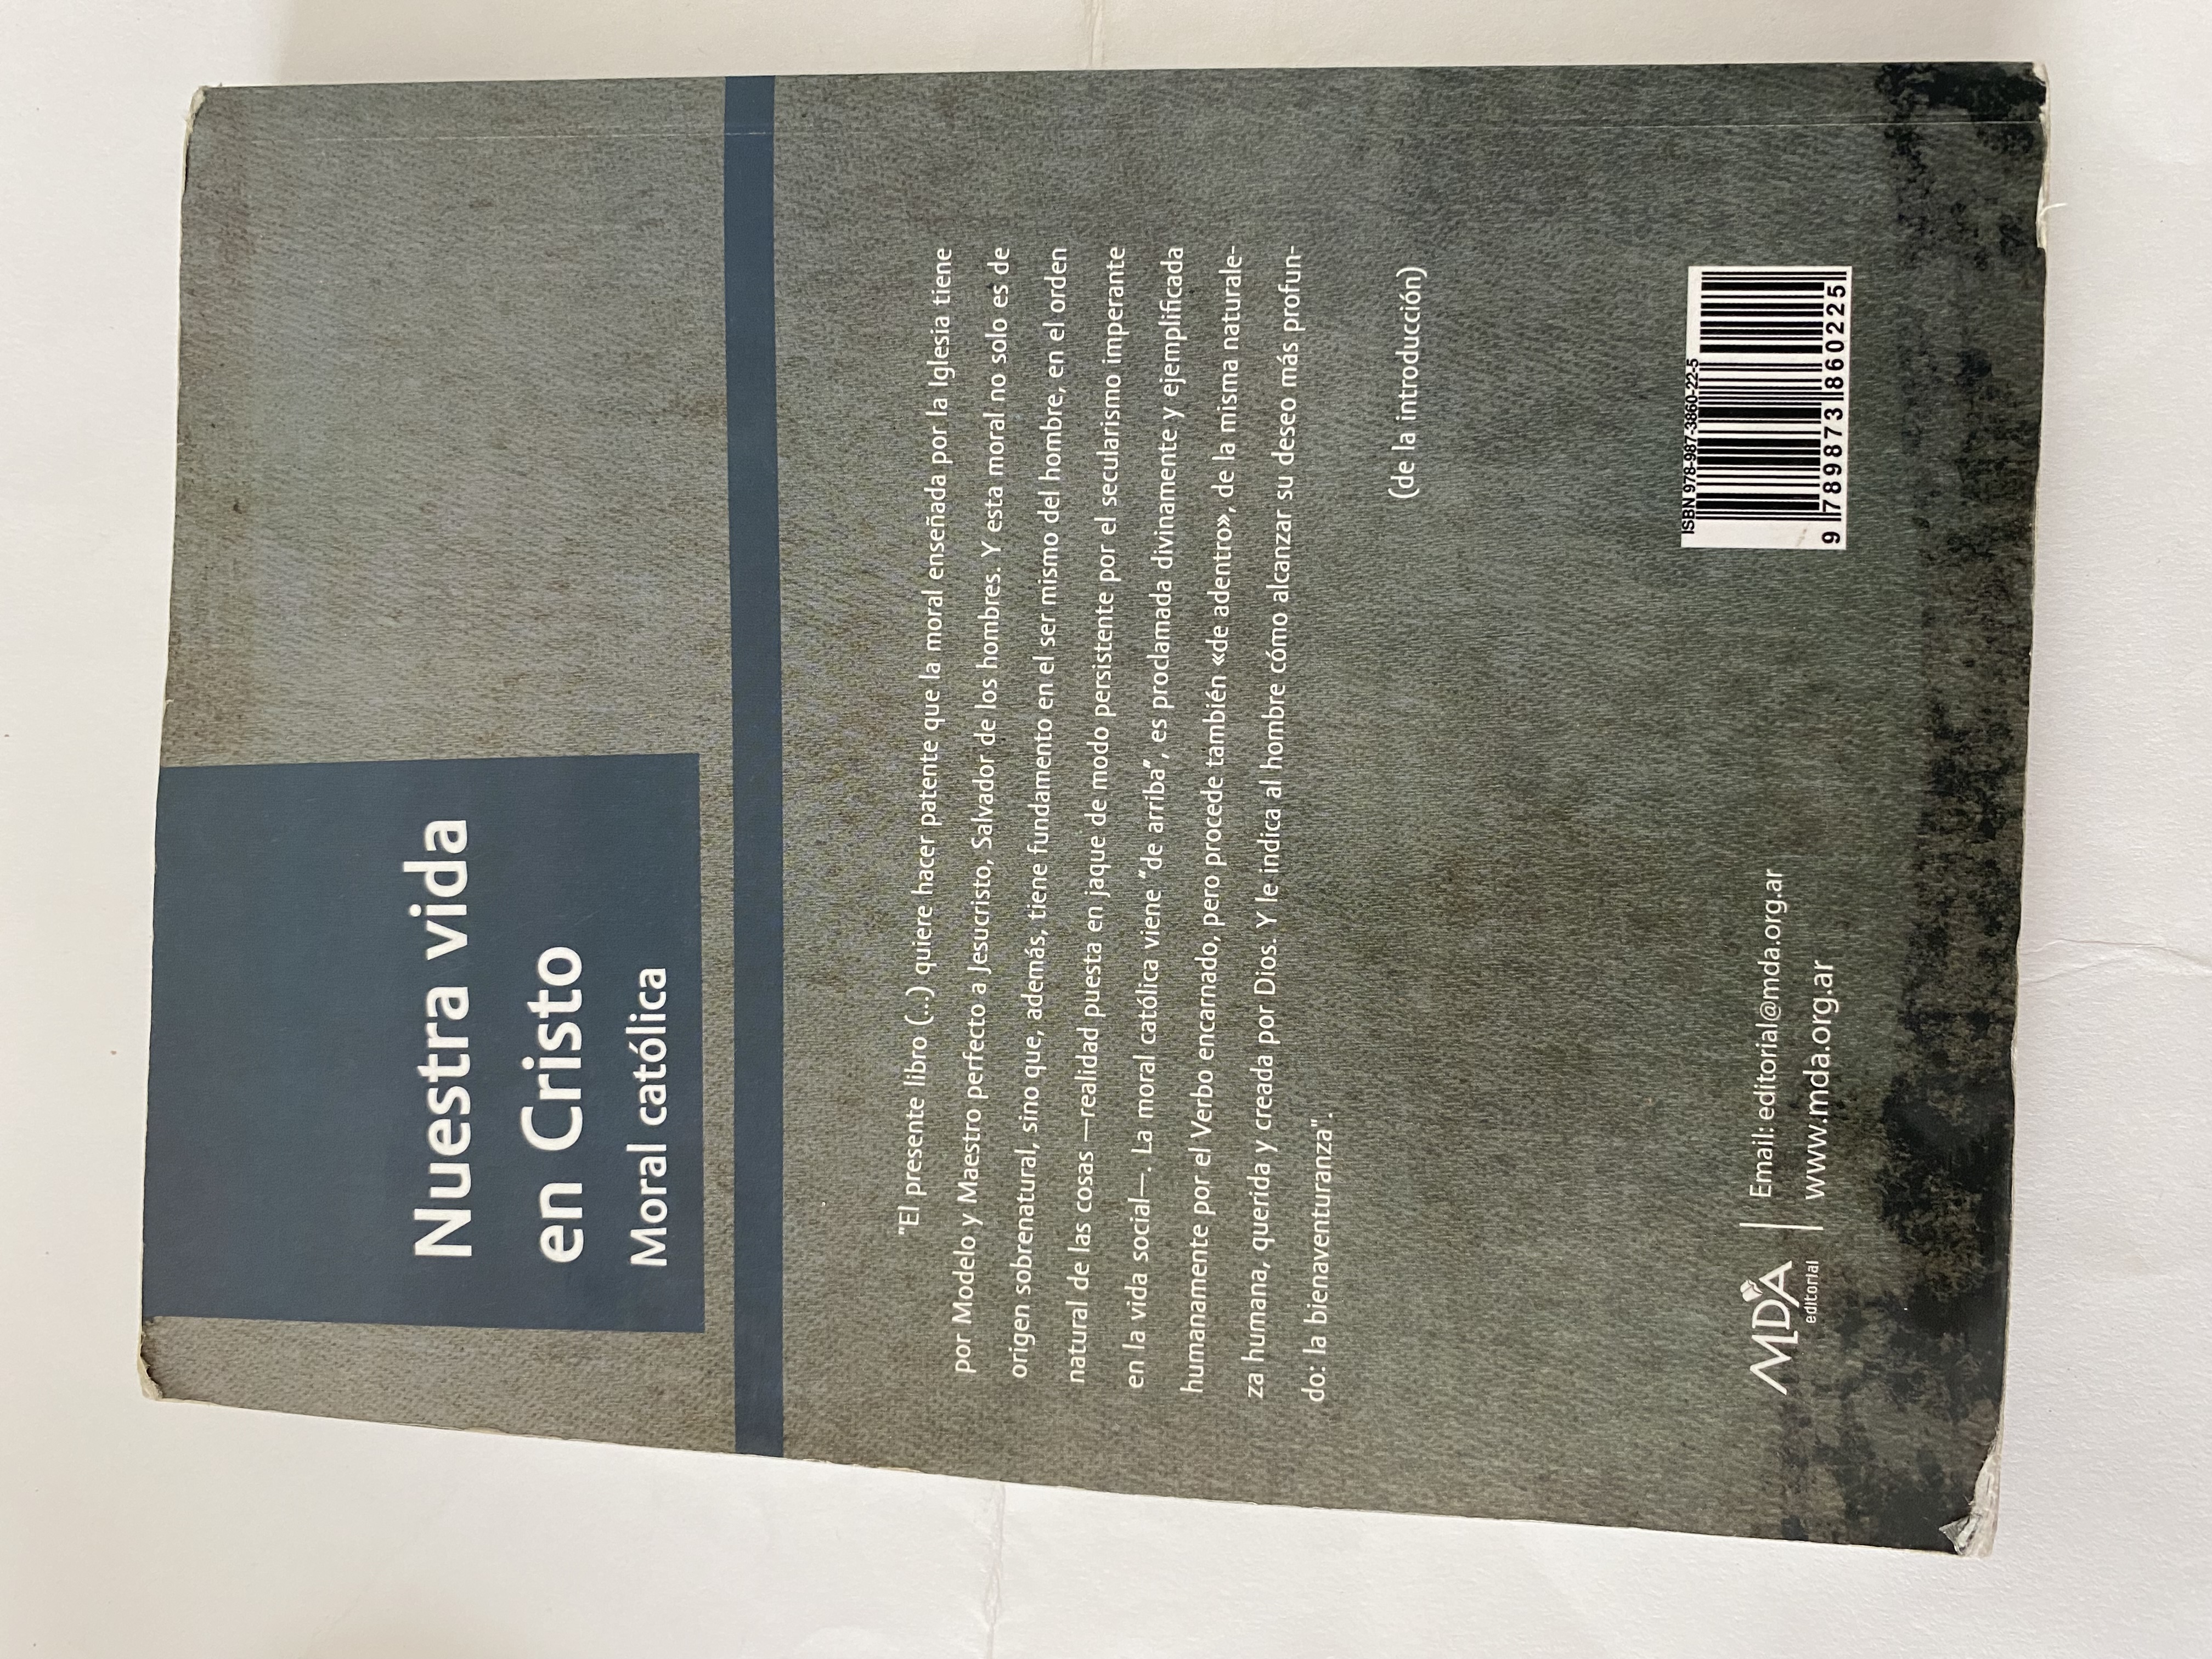 Nuestra vida
en Cristo
Moral católica
"El presente libro (...) quiere hacer patente que la moral enseñada por la Iglesia tiene
por Modelo y Maestro perfecto a Jesucristo, Salvador de los hombres. Y esta moral no solo es de
origen sobrenatural, sino que, además, tiene fundamento en el ser mismo del hombre, en el orden
natural de las cosas —realidad puesta en jaque de modo persistente por el secularismo imperante
en la vida social—. La moral católica viene “de arriba”, es proclamada divinamente y ejemplificada
humanamente por el Verbo encarnado, pero procede también «de adentro», de la misma naturale-
za humana, querida y creada por Dios. Y le indica al hombre cómo alcanzar su deseo más profun-
do: la bienaventuranza".
(de la introducción)
MDA
editorial
Email: editorial@mda.org.ar
www.mda.org.ar
ISBN 978-987-3860-22-5
9 789873 860225